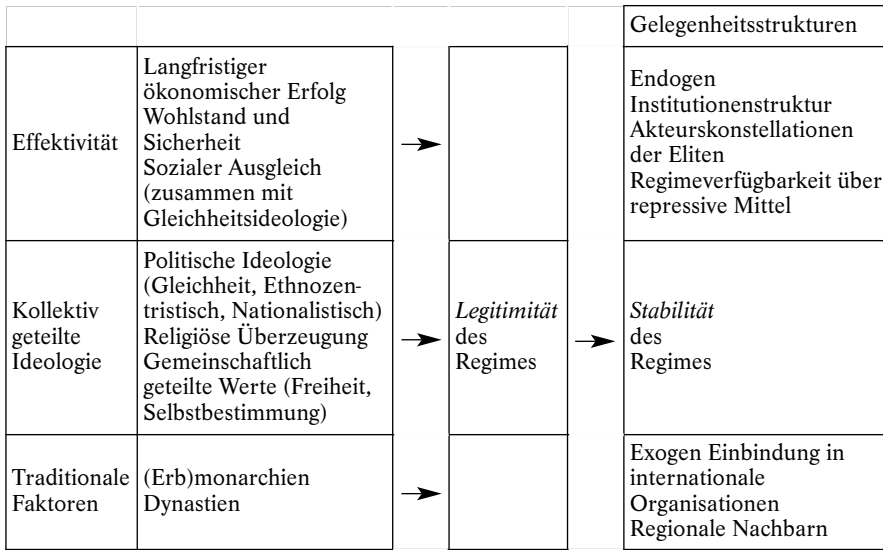 Gelegenheitsstrukturen
Effektivität
Langfristiger
ökonomischer Erfolg
Wohlstand und
Sicherheit
Sozialer Ausgleich
(zusammen mit
Gleichheitsideologie)
Endogen
Institutionenstruktur
Akteurskonstellationen
der Eliten
Regimeverfügbarkeit über
repressive Mittel
Kollektiv
geteilte
Ideologie
Politische Ideologie
(Gleichheit, Ethnozen-
tristisch, Nationalistisch)
Religiöse Überzeugung
Gemeinschaftlich
geteilte Werte (Freiheit,
Selbstbestimmung)
Legitimität
des
Regimes
Stabilität
des
Regimes
Traditionale
Faktoren
(Erb)monarchien
Dynastien
Exogen Einbindung in
internationale
Organisationen
Regionale Nachbarn